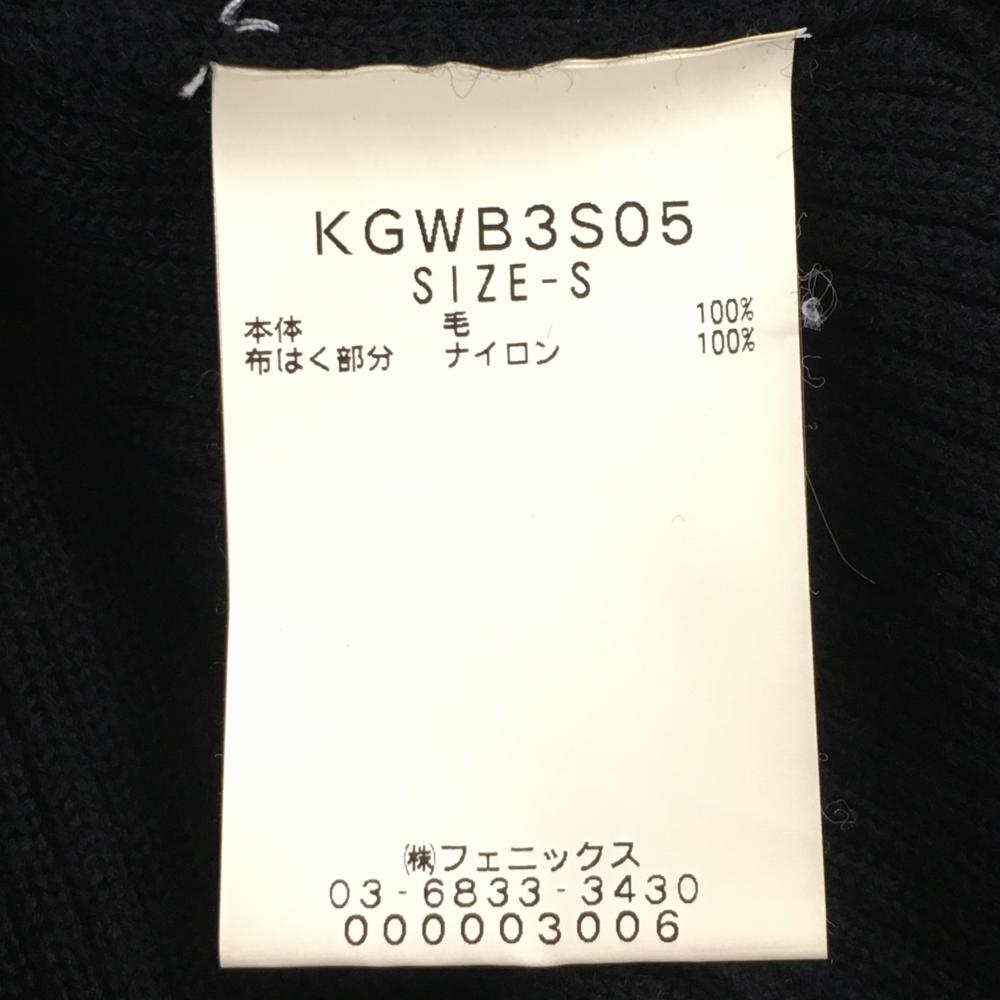 KGWB3S05
SIZE-S
本体 毛 100%
布はく部分 ナイロン 100%
㈱フェニックス
03-6833-3430
000003006